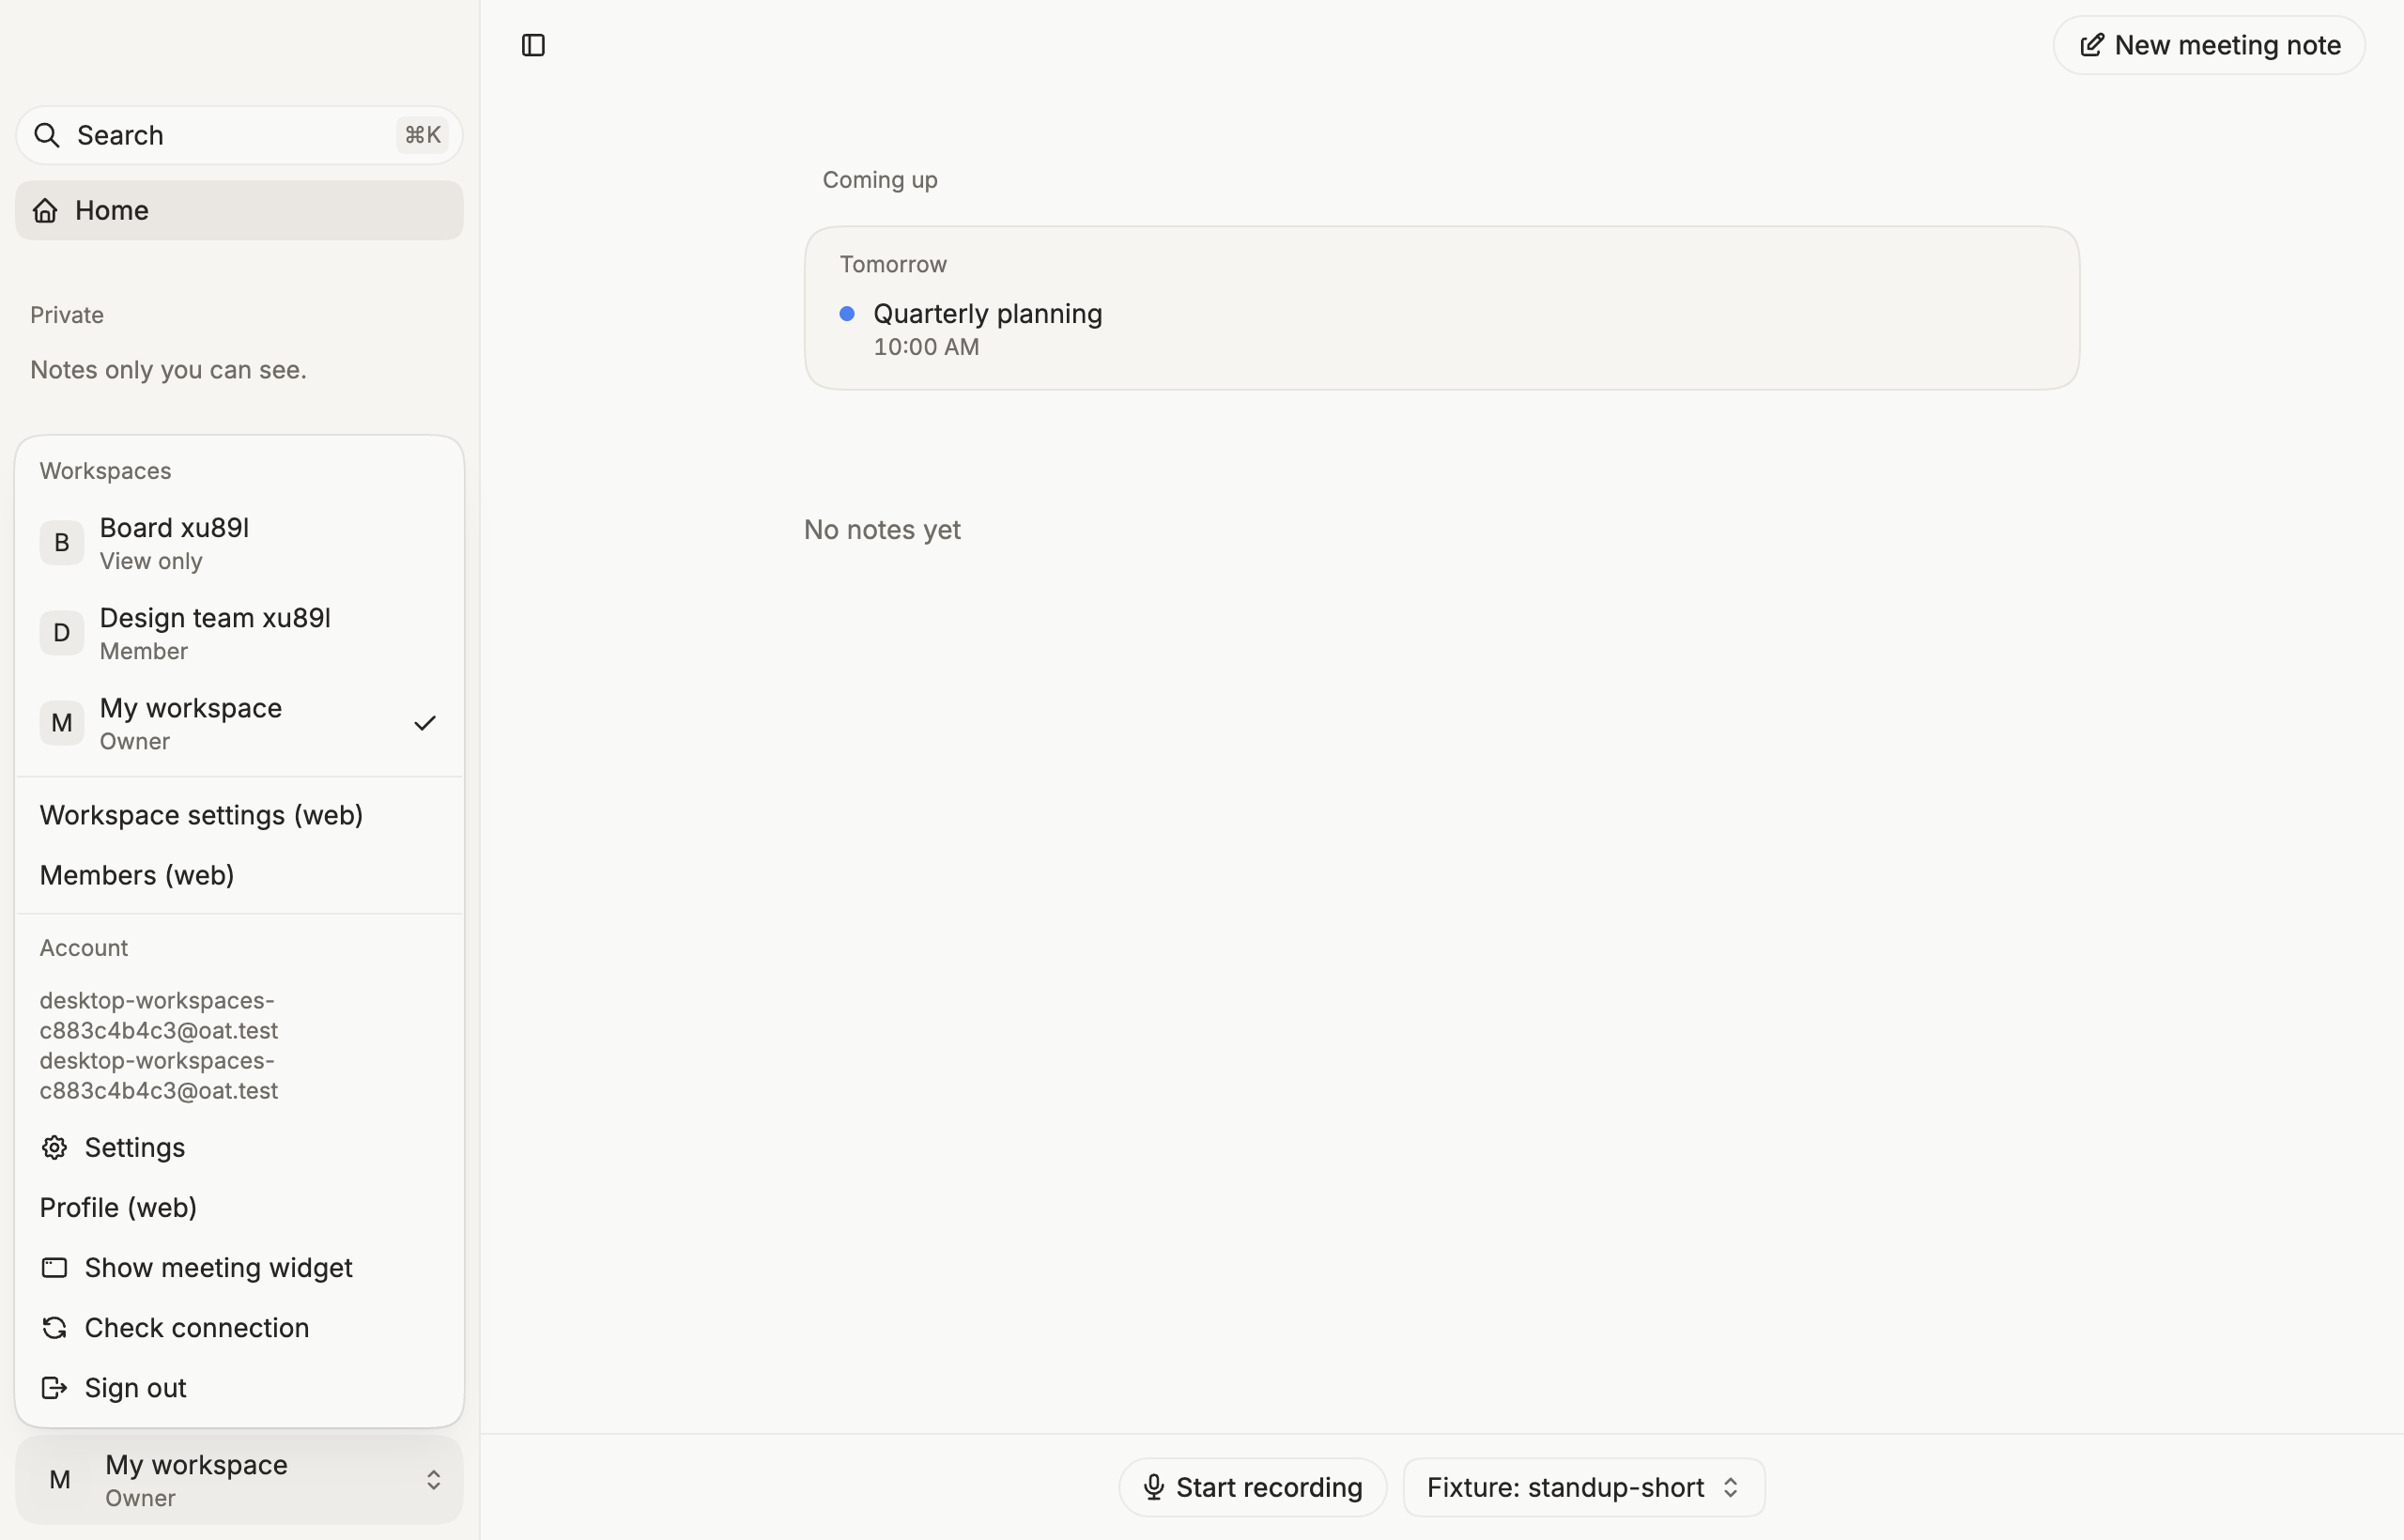 New meeting note
Search
⌘K
Home
Private
Notes only you can see.
Workspaces
B
Board xu89l
View only
D
Design team xu89l
Member
M
My workspace
Owner
Workspace settings (web)
Members (web)
Account
desktop-workspaces-
c883c4b4c3@oat.test
desktop-workspaces-
c883c4b4c3@oat.test
Settings
Profile (web)
Show meeting widget
Check connection
Sign out
M
My workspace
Owner
Coming up
Tomorrow
Quarterly planning
10:00 AM
No notes yet
Start recording
Fixture: standup-short